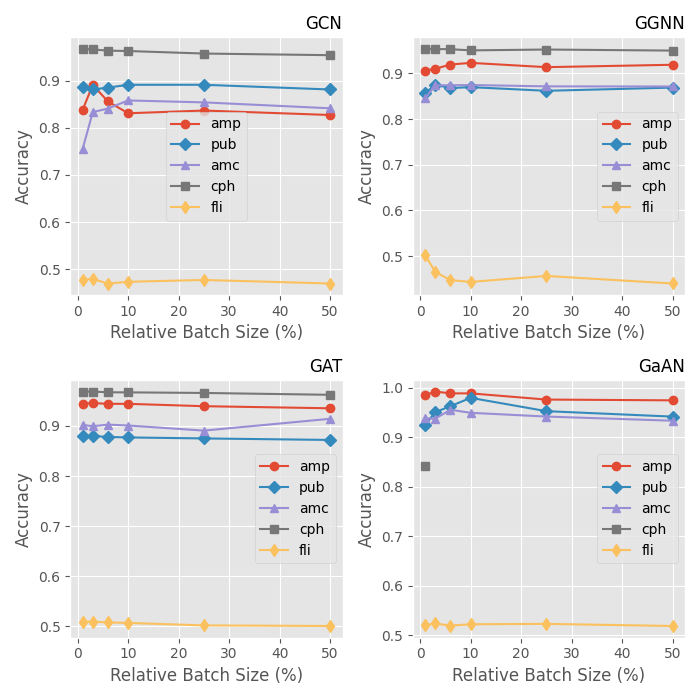 GCN
Accuracy
0.9
0.8
0.7
0.6
0.5
amp
pub
amc
cph
fli
0 10 20 30 40 50
Relative Batch Size (%)
GGNN
Accuracy
0.9
0.8
0.7
0.6
0.5
amp
pub
amc
cph
fli
0 10 20 30 40 50
Relative Batch Size (%)
GAT
Accuracy
0.9
0.8
0.7
0.6
0.5
amp
pub
amc
cph
fli
0 10 20 30 40 50
Relative Batch Size (%)
GaAN
Accuracy
1.0
0.9
0.8
0.7
0.6
0.5
amp
pub
amc
cph
fli
0 10 20 30 40 50
Relative Batch Size (%)